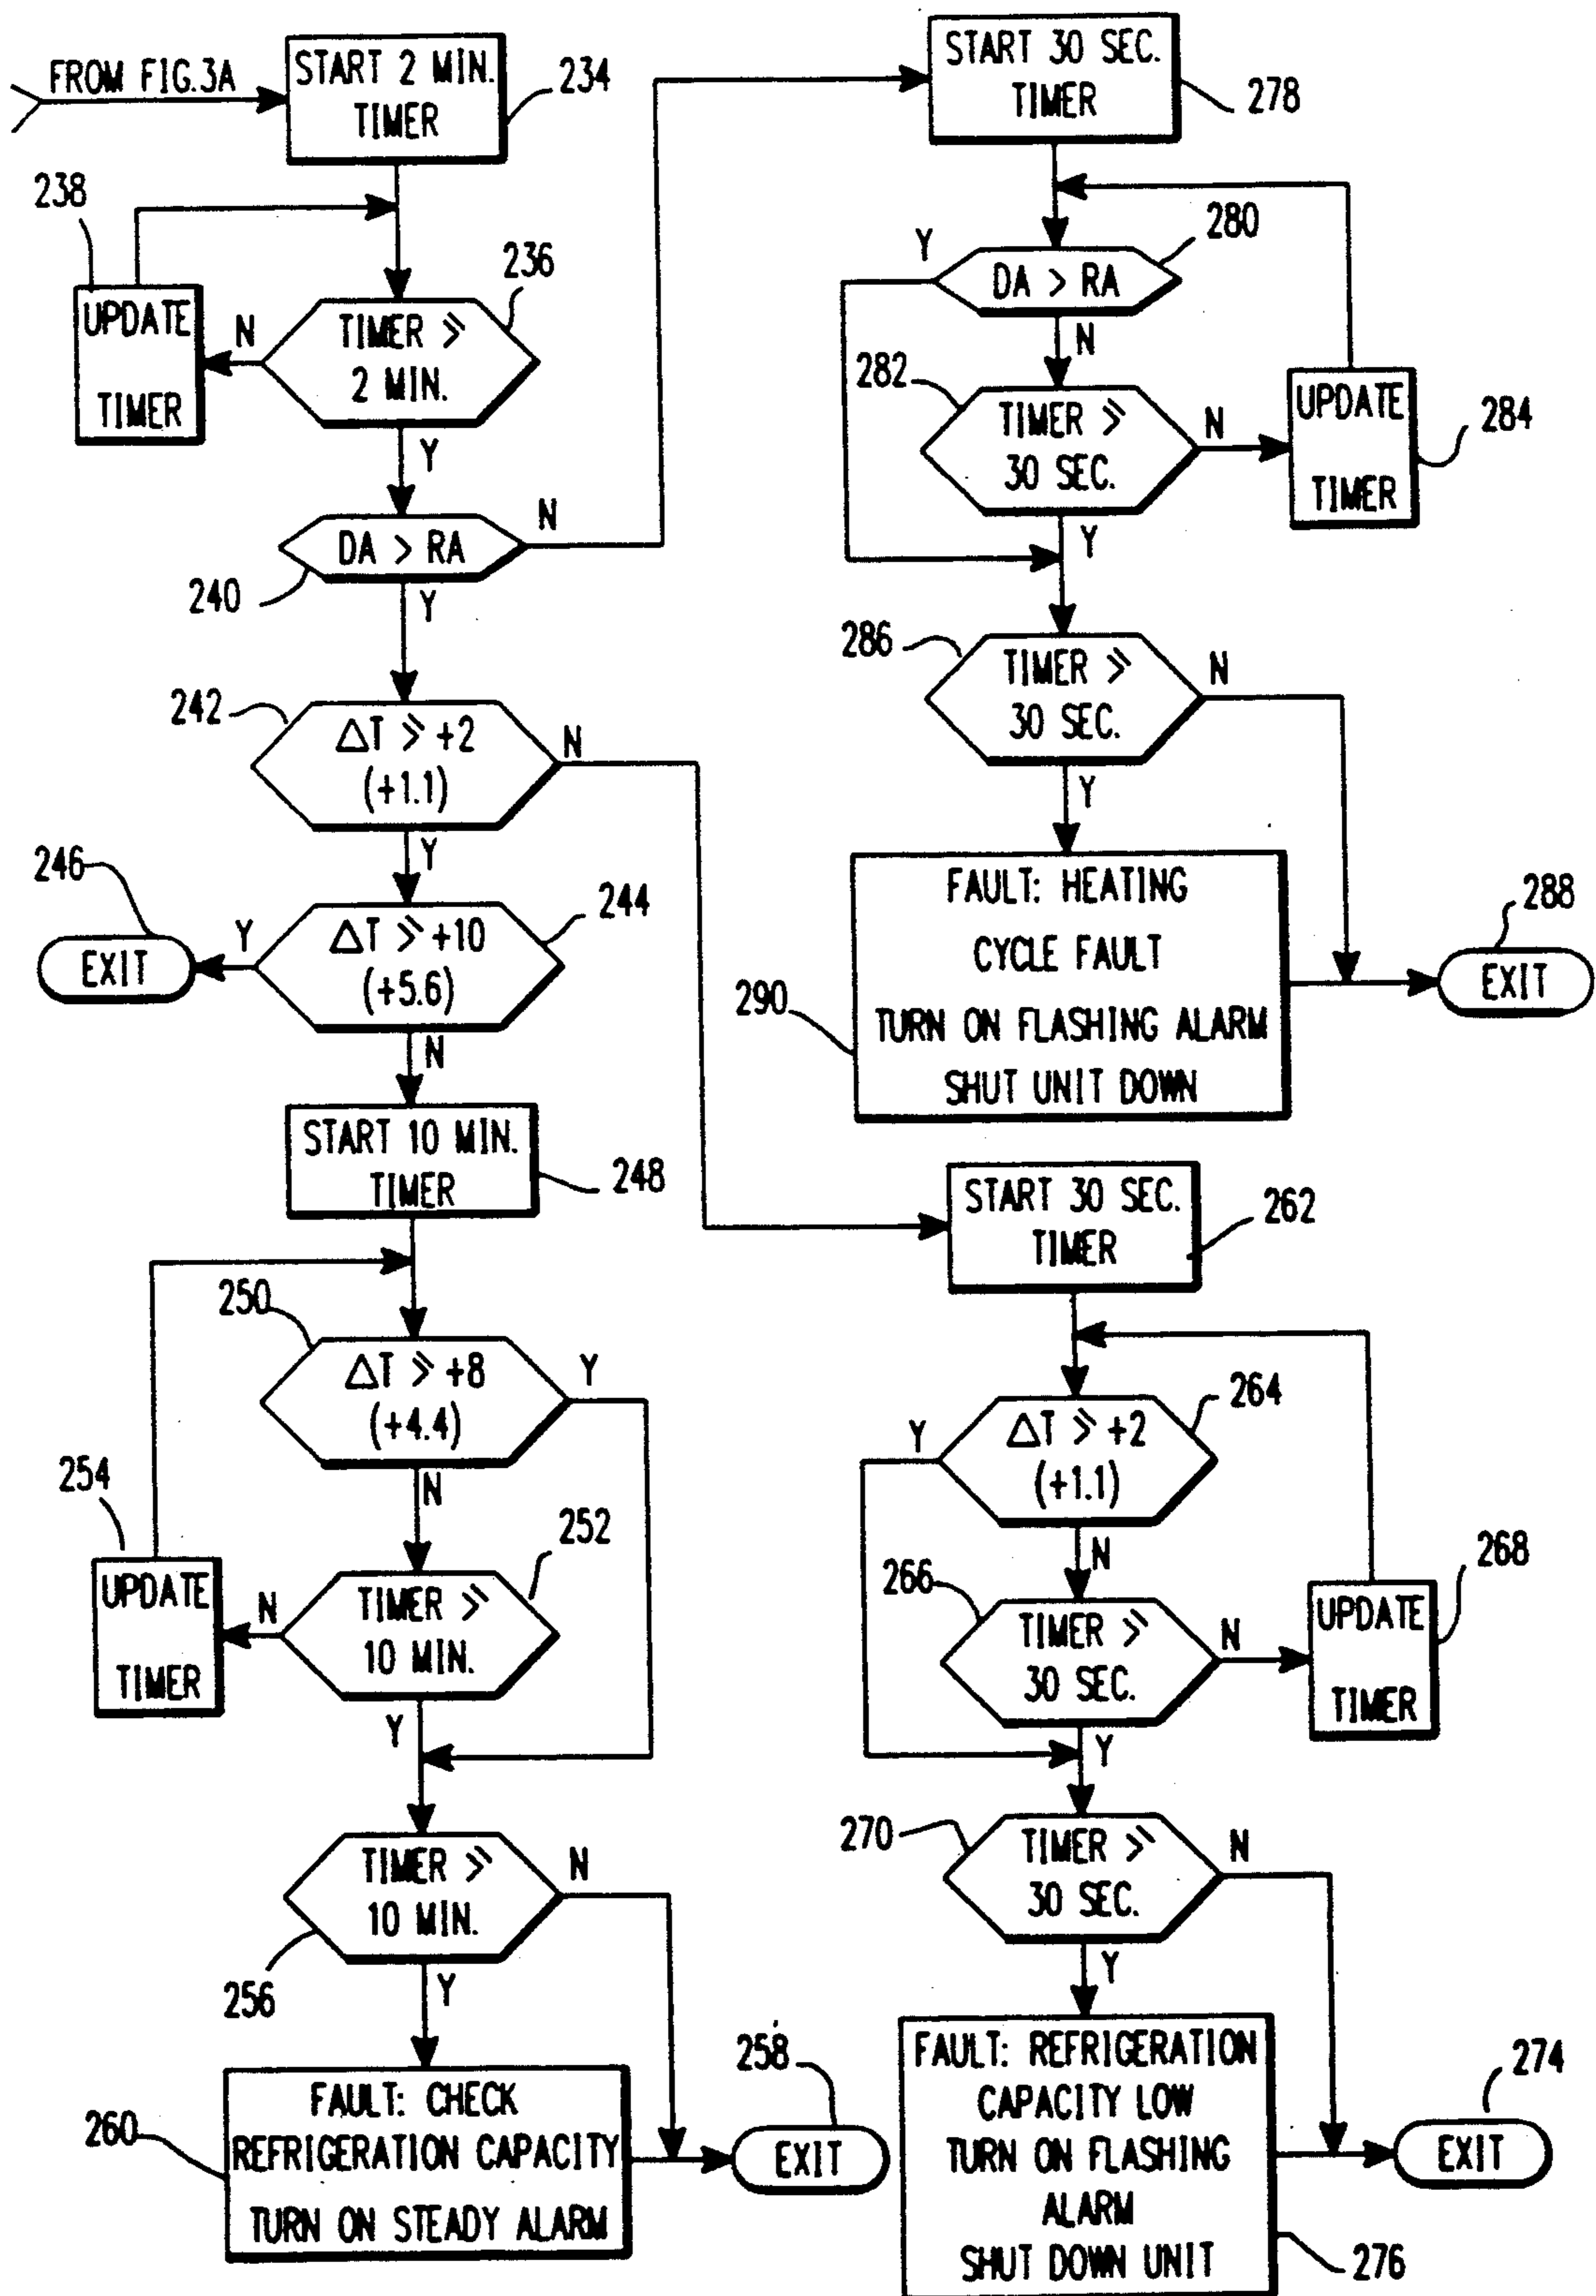 FROM FIG.3A
START 2 MIN.
TIMER
234
238
UPDATE
TIMER
N
236
TIMER ⩾
2 MIN.
Y
DA > RA
N
240
Y
242
ΔT ⩾ +2
(+1.1)
N
Y
246
EXIT
Y
244
ΔT ⩾ +10
(+5.6)
N
START 10 MIN.
TIMER
248
250
ΔT ⩾ +8
(+4.4)
Y
N
254
UPDATE
TIMER
N
252
TIMER ⩾
10 MIN.
Y
TIMER ⩾
10 MIN.
N
256
Y
260
FAULT: CHECK
REFRIGERATION CAPACITY
TURN ON STEADY ALARM
258
EXIT
START 30 SEC.
TIMER
278
280
Y
DA > RA
N
282
TIMER ⩾
30 SEC.
N
UPDATE
TIMER
284
Y
286
TIMER ⩾
30 SEC.
N
Y
FAULT: HEATING
CYCLE FAULT
TURN ON FLASHING ALARM
SHUT UNIT DOWN
290
288
EXIT
START 30 SEC.
TIMER
262
264
Y
ΔT ⩾ +2
(+1.1)
N
266
TIMER ⩾
30 SEC.
N
UPDATE
TIMER
268
Y
270
TIMER ⩾
30 SEC.
N
Y
FAULT: REFRIGERATION
CAPACITY LOW
TURN ON FLASHING
ALARM
SHUT DOWN UNIT
276
274
EXIT